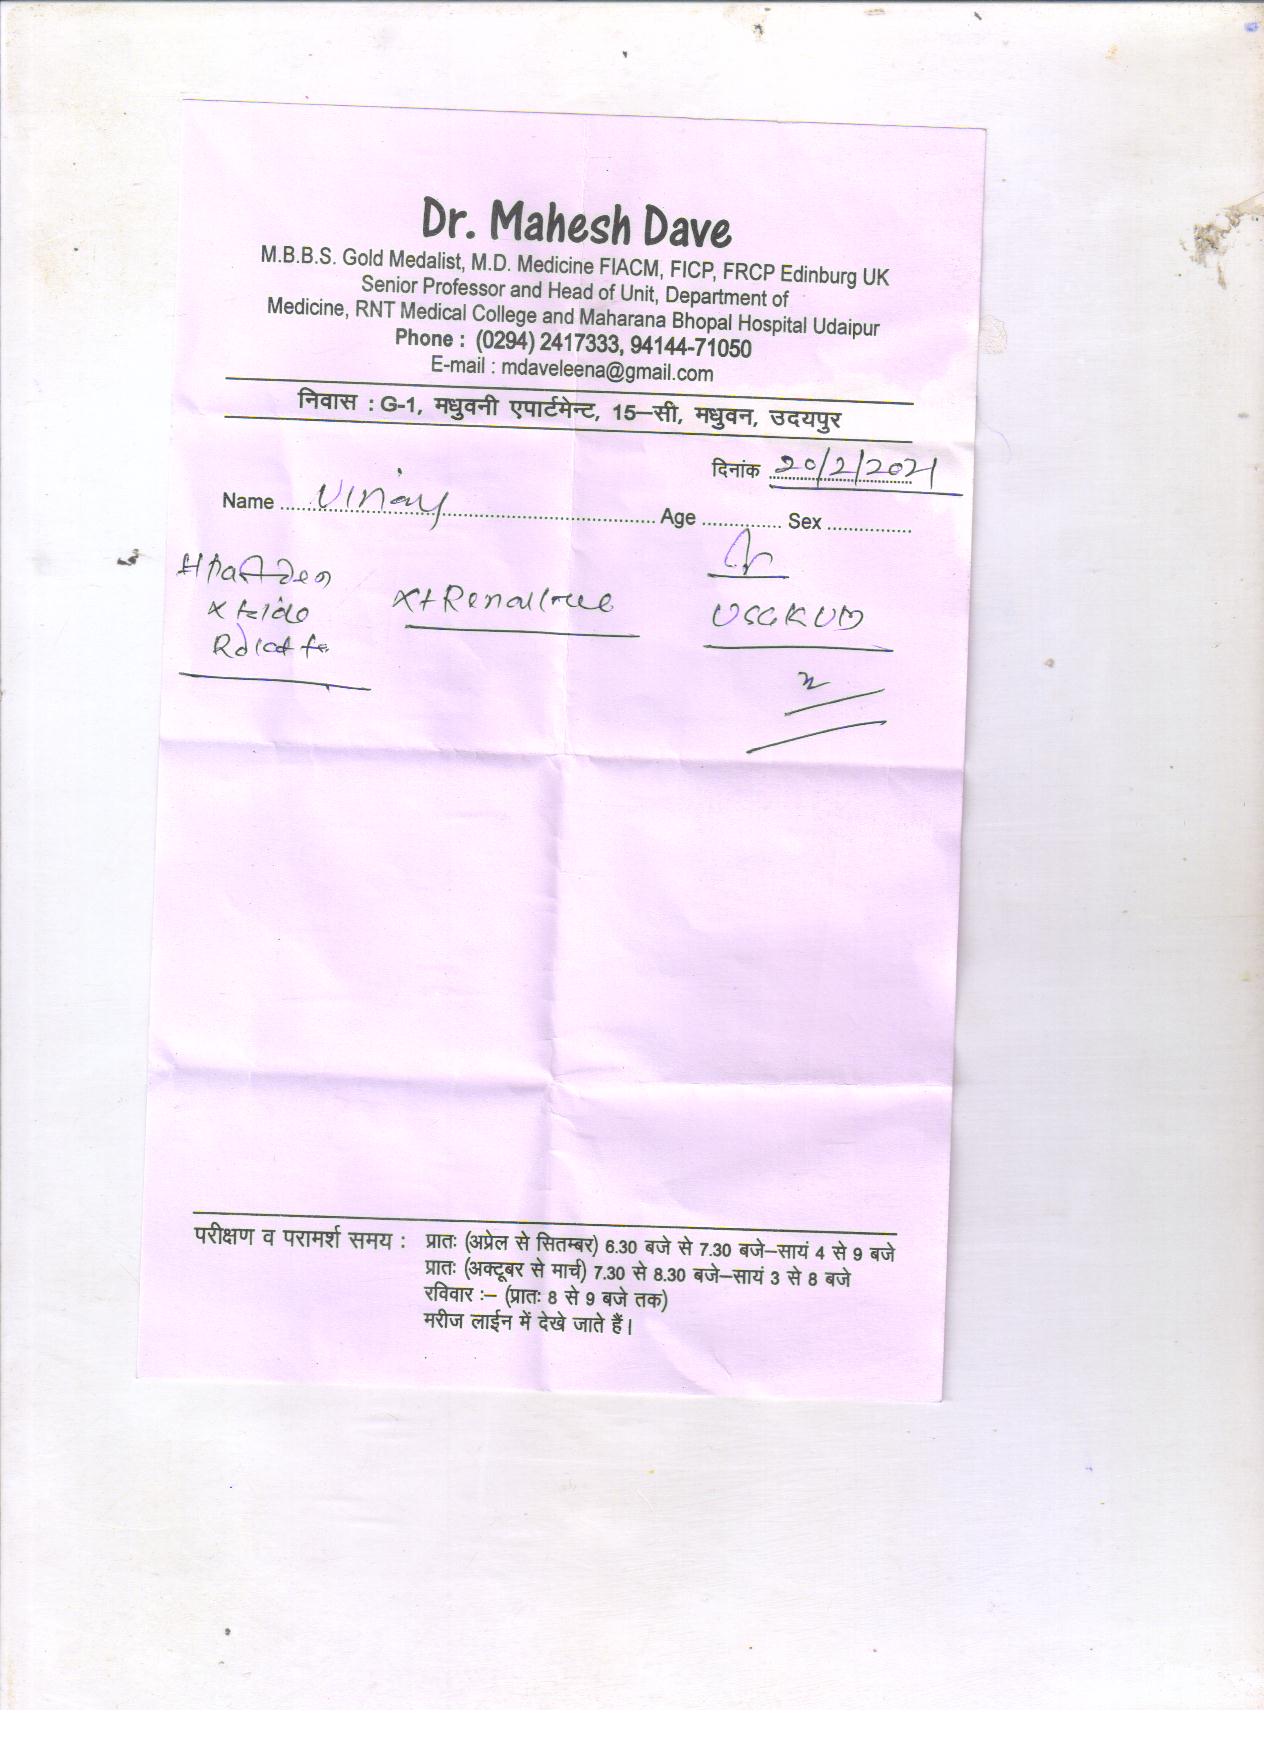 Dr. Mahesh Dave
M.B.B.S. Gold Medalist, M.D. Medicine FIACM, FICP, FRCP Edinburg UK
Senior Professor and Head of Unit, Department of
Medicine, RNT Medical College and Maharana Bhopal Hospital Udaipur
Phone : (0294) 2417333, 94144-71050
E-mail : mdaveleena@gmail.com
निवास : G-1, मधुवनी एपार्टमेन्ट, 15–सी, मधुवन, उदयपुर
दिनांक 20/2/2021
Name Vinay Age Sex
USG KUB
परीक्षण व परामर्श समय : प्रातः (अप्रेल से सितम्बर) 6.30 बजे से 7.30 बजे–सायं 4 से 9 बजे
प्रातः (अक्टूबर से मार्च) 7.30 से 8.30 बजे–सायं 3 से 8 बजे
रविवार :– (प्रातः 8 से 9 बजे तक)
मरीज लाईन में देखे जाते हैं।